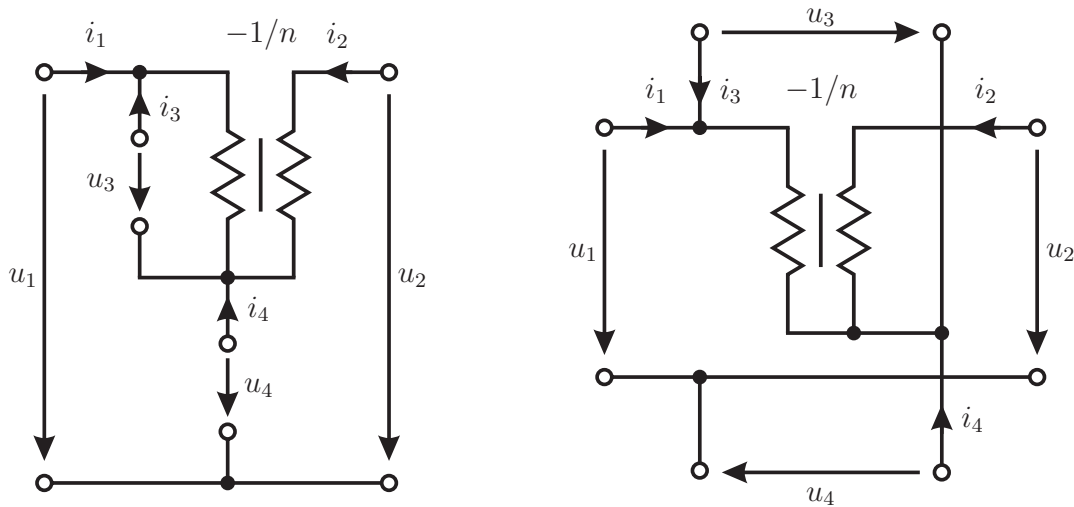 i₁ −1/n i₂
i₃
u₃
u₁ u₂
i₄
u₄
u₃
i₁ i₃ −1/n i₂
u₁ u₂
i₄
u₄